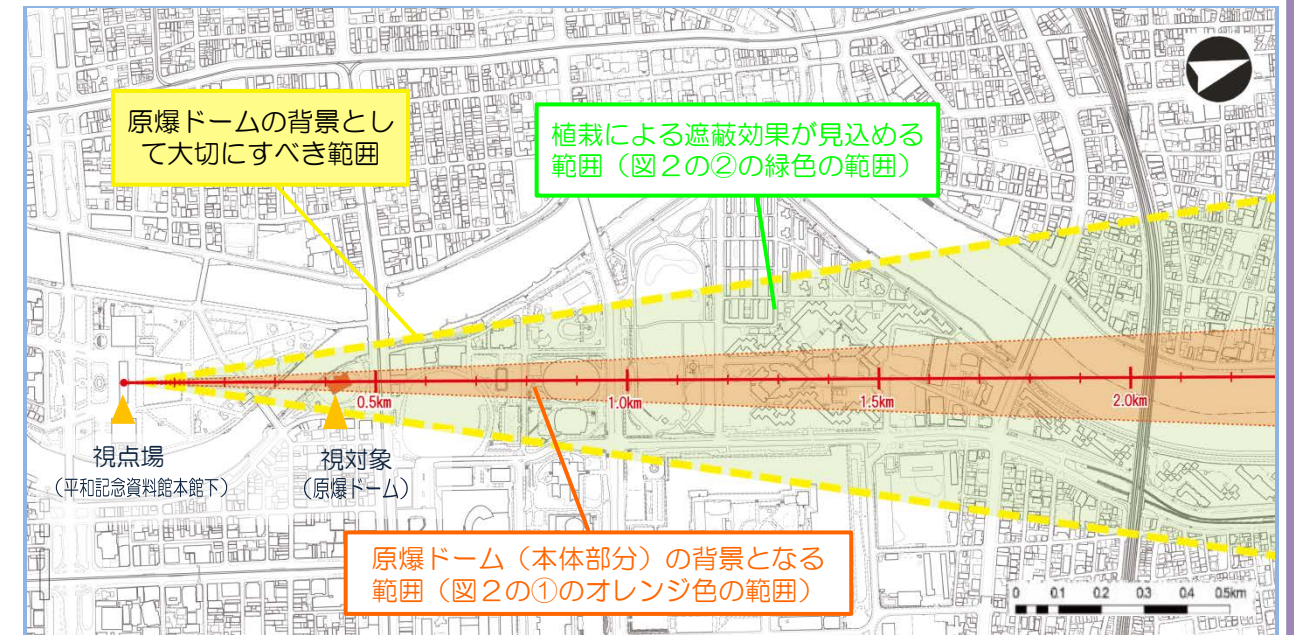 原爆ドームの背景とし
て大切にすべき範囲
植栽による遮蔽効果が見込める
範囲（図２の②の緑色の範囲）
0.5km
1.0km
1.5km
2.0km
視点場
（平和記念資料館本館下）
視対象
（原爆ドーム）
原爆ドーム（本体部分）の背景となる
範囲（図２の①のオレンジ色の範囲）
0 0.1 0.2 0.3 0.4 0.5km